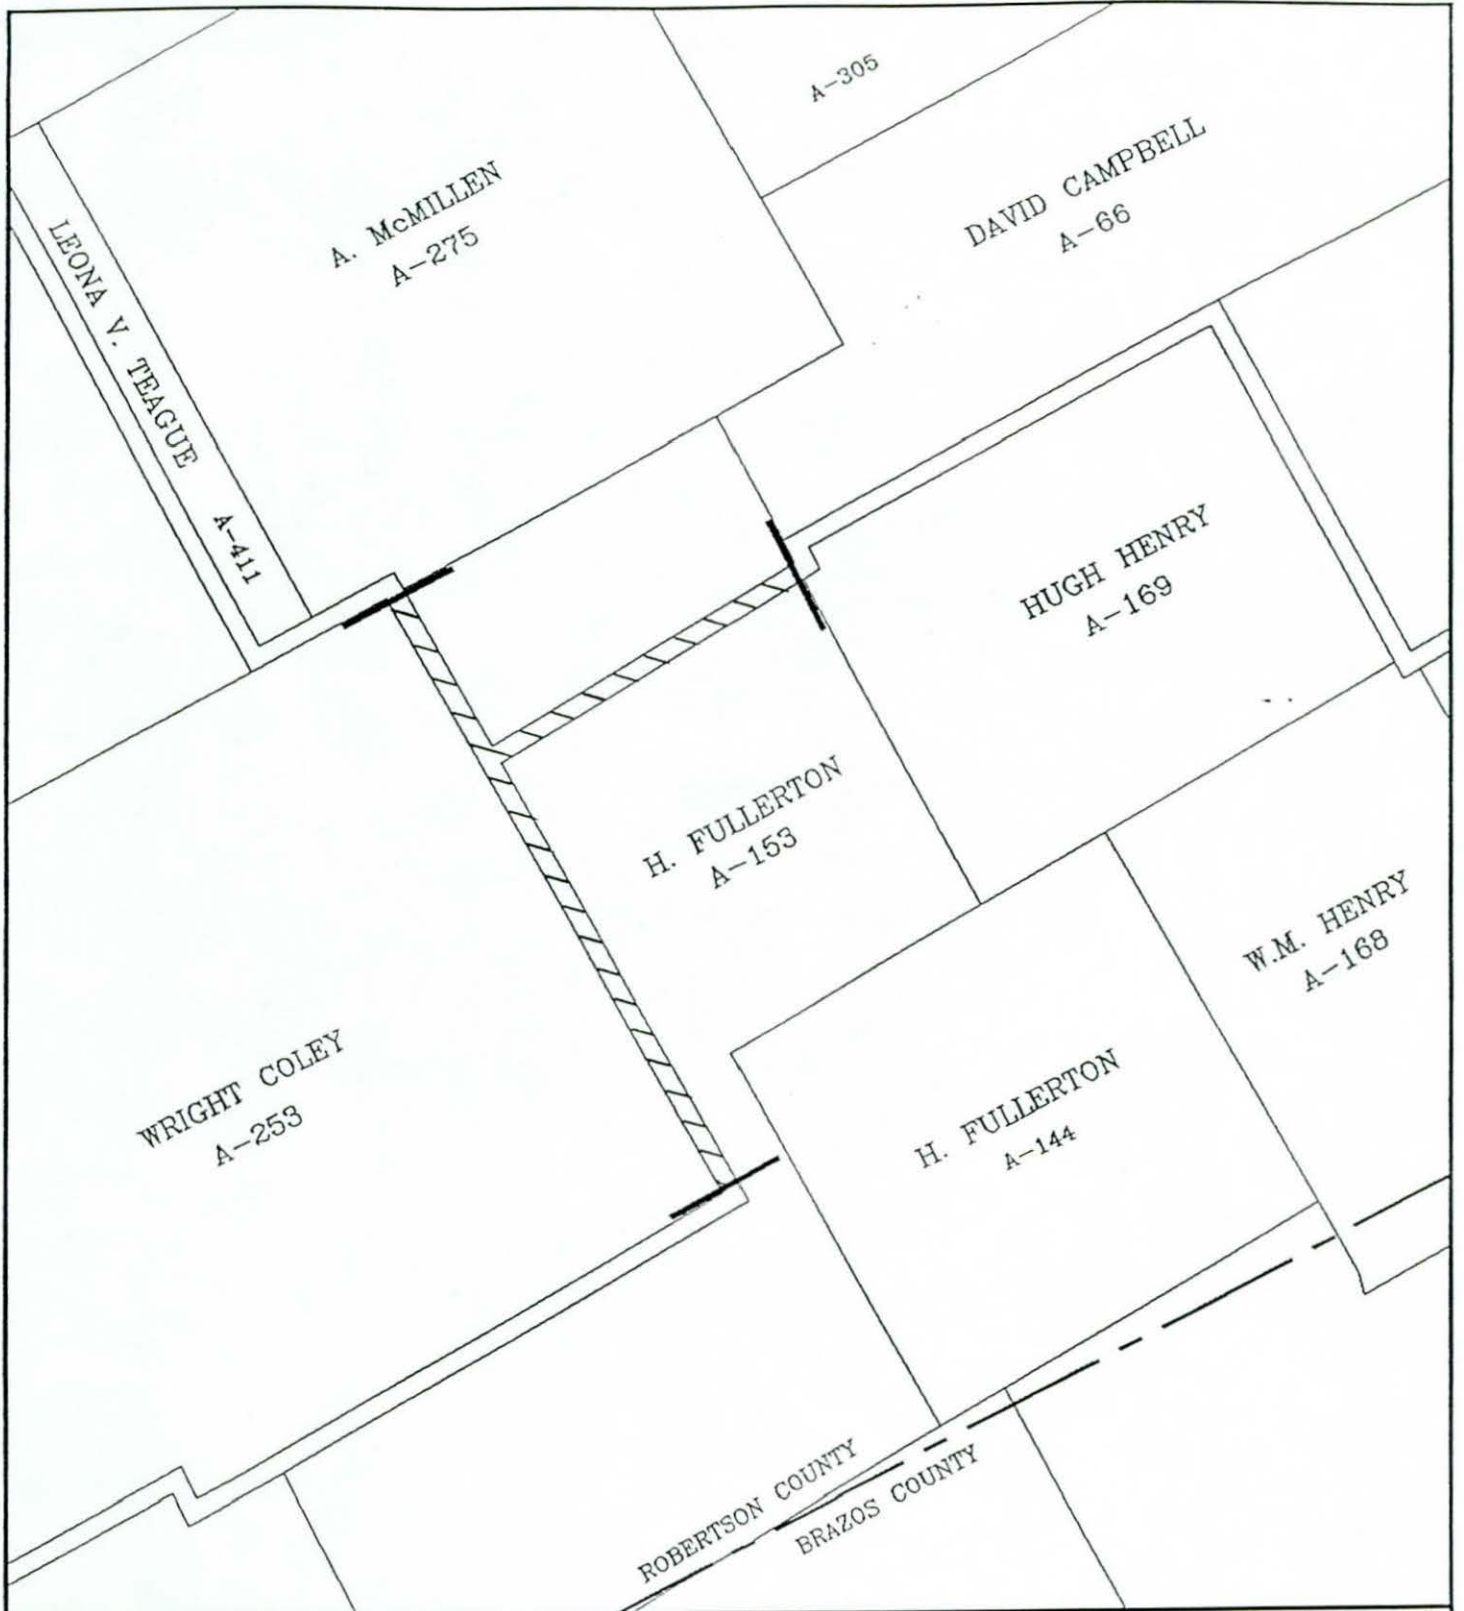 A-305
DAVID CAMPBELL
A-66
A. McMILLEN
A-275
LEONA V. TEAGUE A-411
HUGH HENRY
A-169
H. FULLERTON
A-153
W.M. HENRY
A-168
WRIGHT COLEY
A-253
H. FULLERTON
A-144
ROBERTSON COUNTY
BRAZOS COUNTY